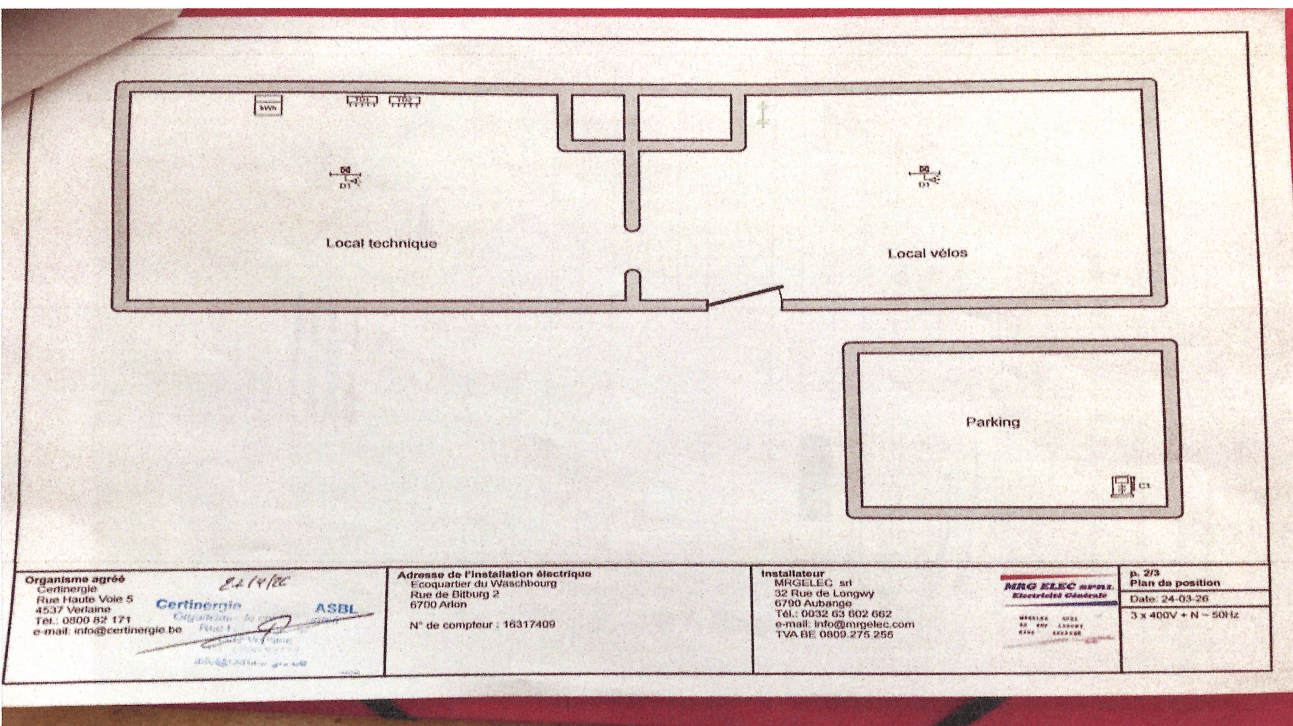 kWh
TD1
TD2
D1
D1
Local technique
Local vélos
Parking
C1
Organisme agréé
Certinergie
Rue Haute Voie 5
4537 Verlaine
Tél.: 0800 82 171
e-mail: info@certinergie.be
Certinergie ASBL
Adresse de l'installation électrique
Ecoquartier du Waschbourg
Rue de Bitburg 2
6700 Arlon
N° de compteur : 16317409
Installateur
MRGELEC srl
32 Rue de Longwy
6790 Aubange
Tél.: 0032 63 602 662
e-mail: info@mrgelec.com
TVA BE 0809.275.255
MRG ELEC sprl
Electricité Générale
p. 2/3
Plan de position
Date: 24-03-26
3 x 400V + N ~ 50Hz